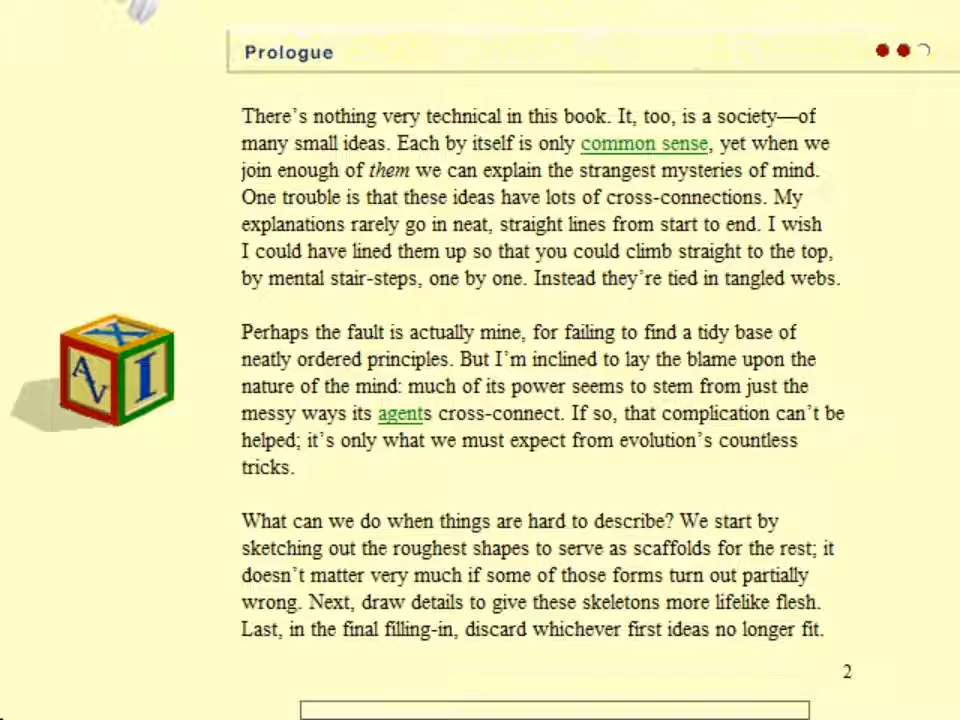 Prologue
There's nothing very technical in this book. It, too, is a society—of
many small ideas. Each by itself is only common sense, yet when we
join enough of them we can explain the strangest mysteries of mind.
One trouble is that these ideas have lots of cross-connections. My
explanations rarely go in neat, straight lines from start to end. I wish
I could have lined them up so that you could climb straight to the top,
by mental stair-steps, one by one. Instead they're tied in tangled webs.
Perhaps the fault is actually mine, for failing to find a tidy base of
neatly ordered principles. But I'm inclined to lay the blame upon the
nature of the mind: much of its power seems to stem from just the
messy ways its agents cross-connect. If so, that complication can't be
helped; it's only what we must expect from evolution's countless
tricks.
What can we do when things are hard to describe? We start by
sketching out the roughest shapes to serve as scaffolds for the rest; it
doesn't matter very much if some of those forms turn out partially
wrong. Next, draw details to give these skeletons more lifelike flesh.
Last, in the final filling-in, discard whichever first ideas no longer fit.
X
A
V
I
2